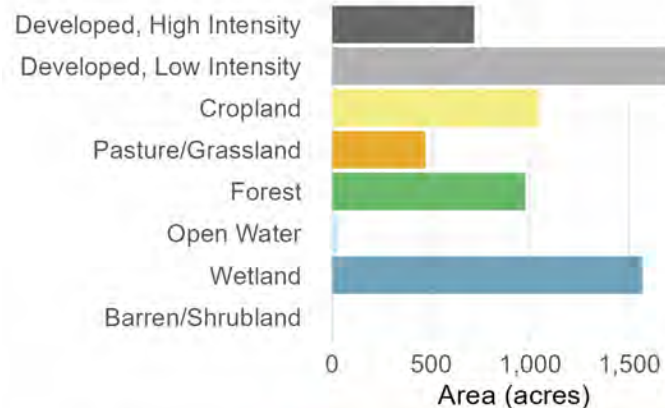 Developed, High Intensity
Developed, Low Intensity
Cropland
Pasture/Grassland
Forest
Open Water
Wetland
Barren/Shrubland
0 500 1,000 1,500
Area (acres)